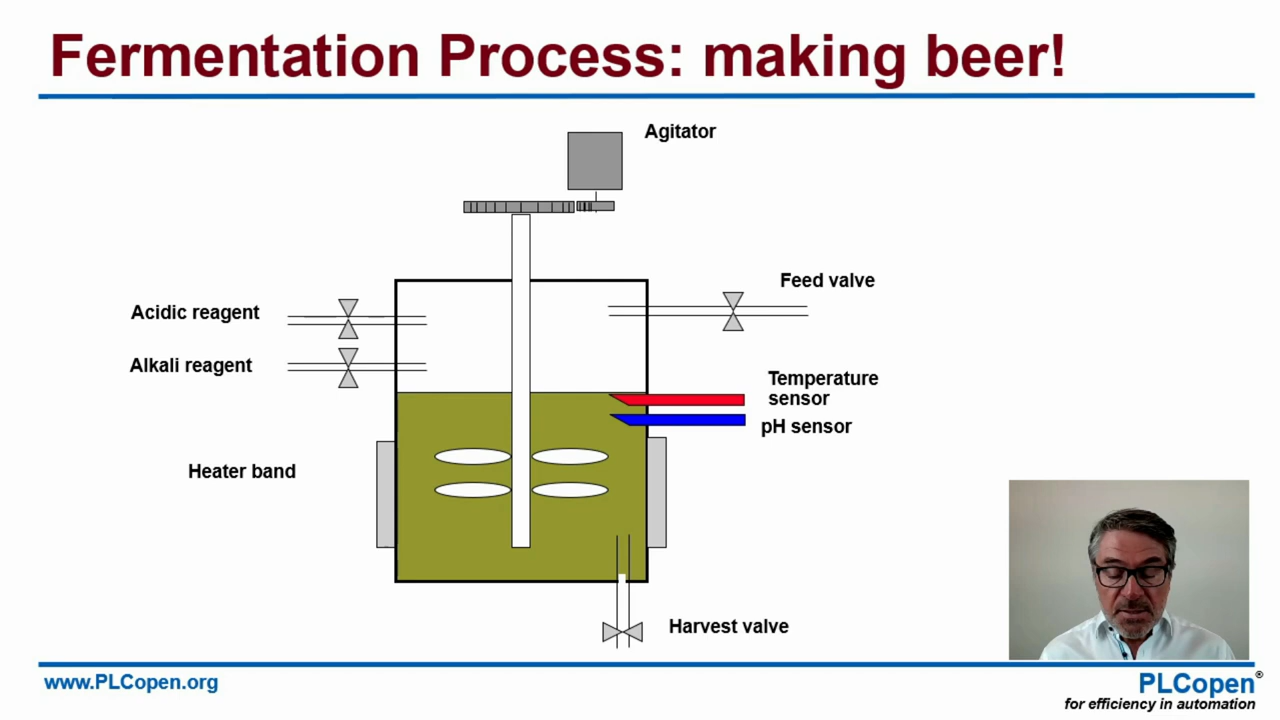 Fermentation Process: making beer!
Agitator
Feed valve
Acidic reagent
Alkali reagent
Temperature
sensor
pH sensor
Heater band
Harvest valve
www.PLCopen.org
PLCopen®
for efficiency in automation